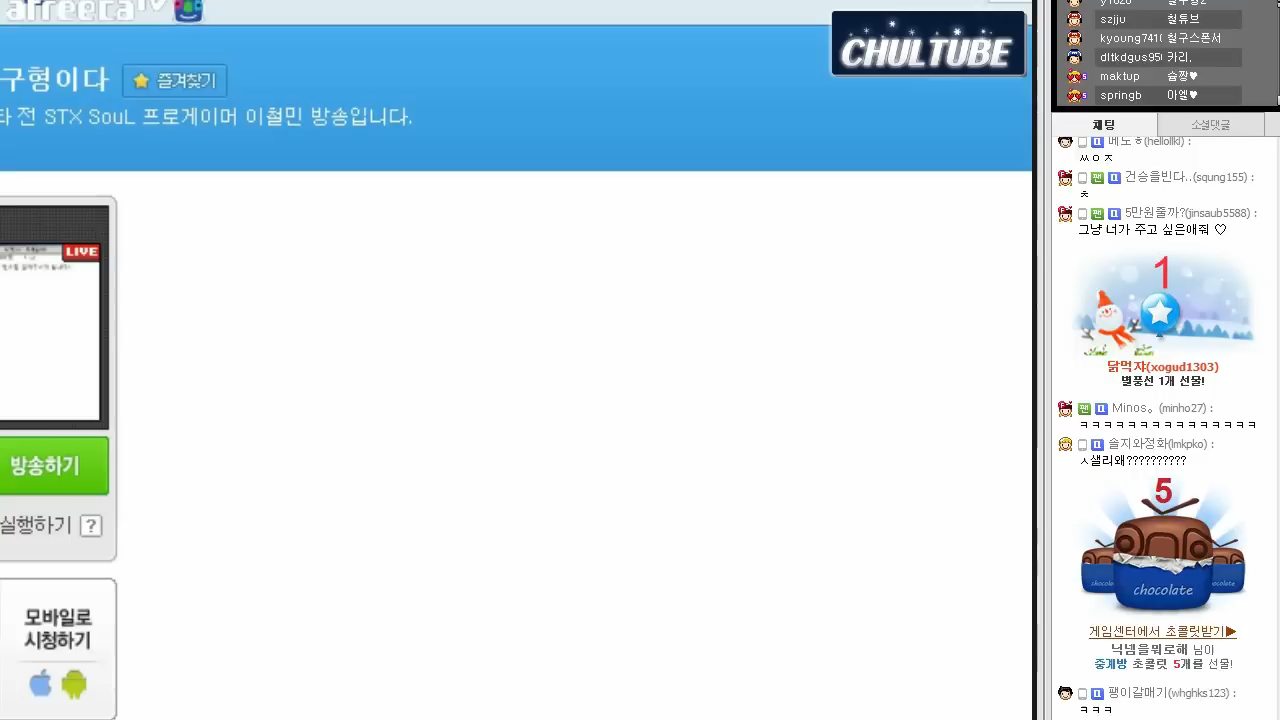 afreecaTV
구형이다
즐겨찾기
타 전 STX SouL 프로게이머 이철민 방송입니다.
CHULTUBE
LIVE
방송하기
실행하기 ?
모바일로
시청하기
szjju 철튜브
kyoung741( 철구스폰서
dltkdgus95( 카리,
maktup 숨짱♥
springb 아엘♥
채팅 소셜댓글
메노ㅎ(hellollkl) :
ㅆㅇㅈ
건승을빈다..(squng155) :
ㅊ
5만원줄까?(jinsaub5588) :
그냥 너가 주고 싶은애줘 ♡
1
닭먹쟈(xogud1303)
별풍선 1개 선물!
Minos。(minho27) :
ㅋㅋㅋㅋㅋㅋㅋㅋㅋㅋㅋㅋㅋㅋㅋ
솔지와정화(lmkpko) :
ㅅ샐리왜??????????
5
chocolate
게임센터에서 초콜릿받기▶
닉넴을뭐로해 님이
중계방 초콜릿 5개를 선물!
팽이갈매기(whghks123) :
ㅋㅋㅋ